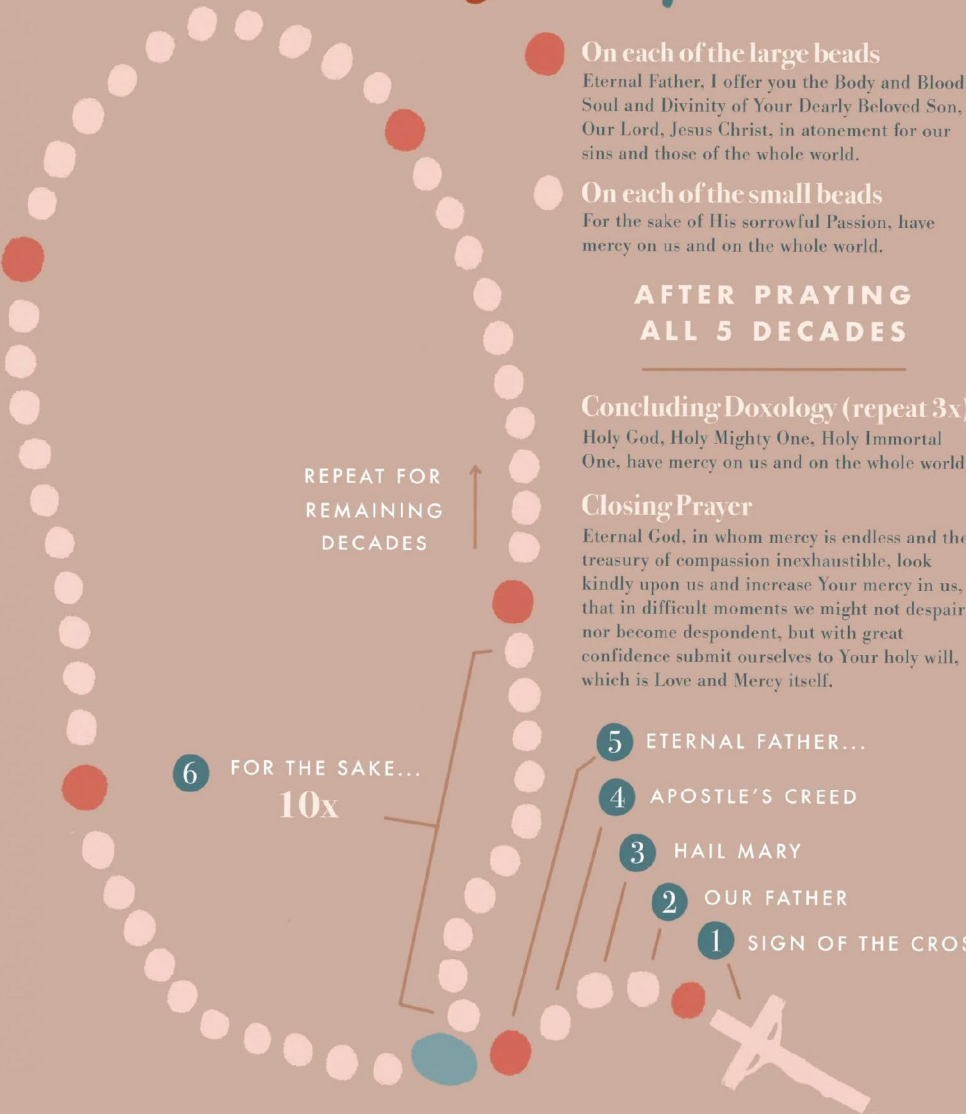 On each of the large beads
Eternal Father, I offer you the Body and Blood
Soul and Divinity of Your Dearly Beloved Son,
Our Lord, Jesus Christ, in atonement for our
sins and those of the whole world.
On each of the small beads
For the sake of His sorrowful Passion, have
mercy on us and on the whole world.
AFTER PRAYING
ALL 5 DECADES
Concluding Doxology (repeat 3x)
Holy God, Holy Mighty One, Holy Immortal
One, have mercy on us and on the whole world
Closing Prayer
Eternal God, in whom mercy is endless and the
treasury of compassion inexhaustible, look
kindly upon us and increase Your mercy in us,
that in difficult moments we might not despair
nor become despondent, but with great
confidence submit ourselves to Your holy will,
which is Love and Mercy itself.
REPEAT FOR
REMAINING
DECADES
6 FOR THE SAKE...
10x
5 ETERNAL FATHER...
4 APOSTLE'S CREED
3 HAIL MARY
2 OUR FATHER
1 SIGN OF THE CROS